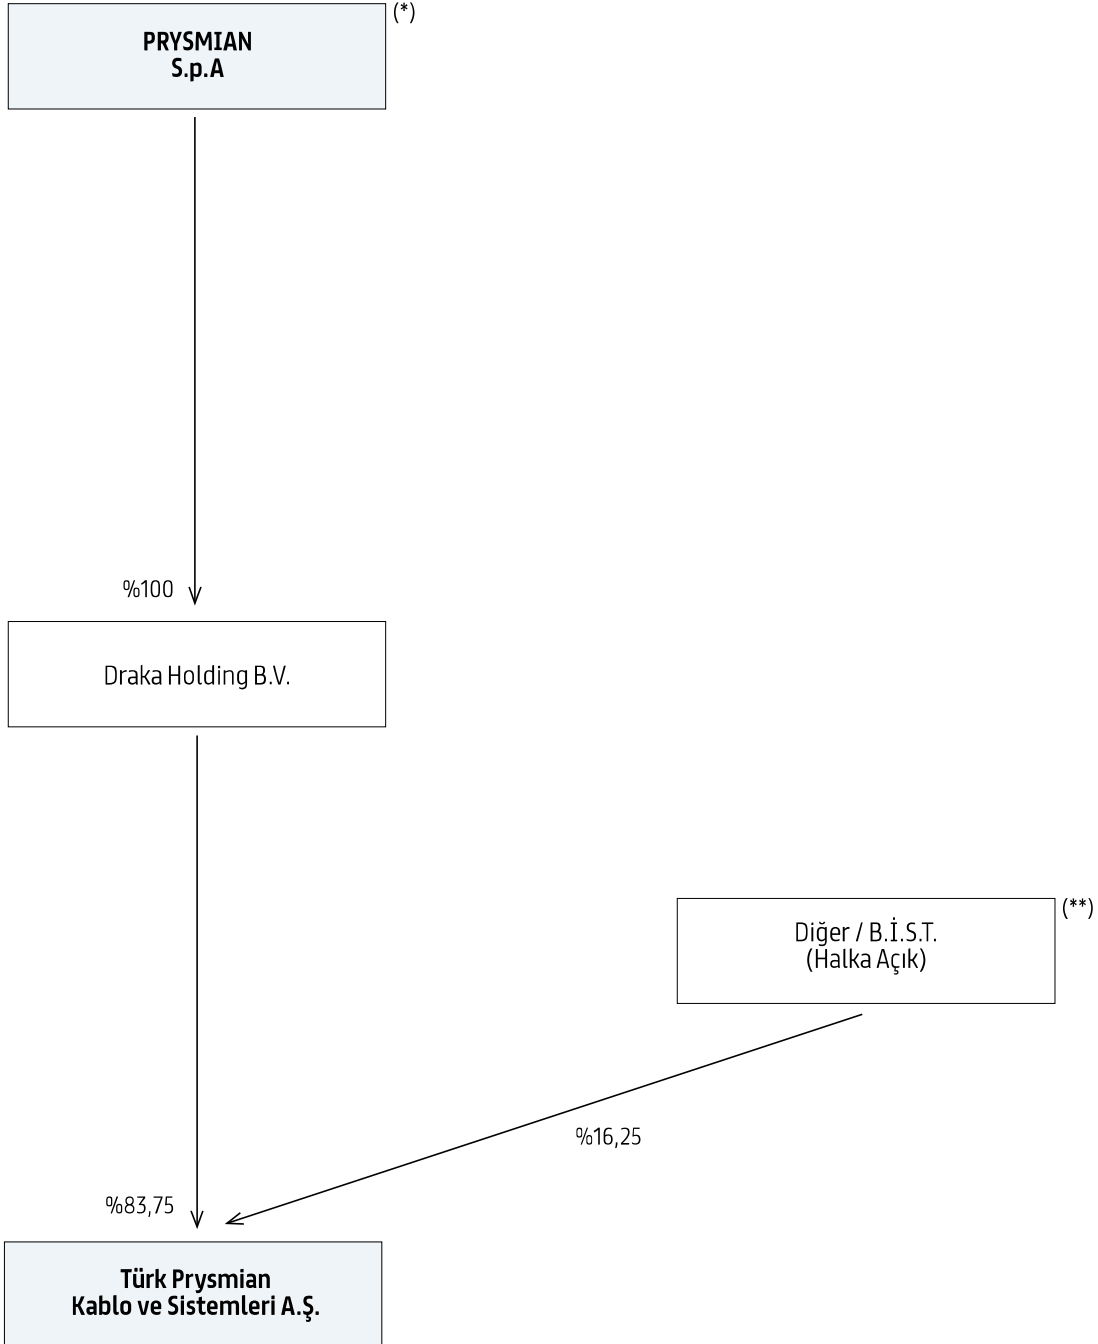 PRYSMIAN
S.p.A
(*)
%100
Draka Holding B.V.
Diğer / B.İ.S.T.
(Halka Açık)
(**)
%16,25
%83,75
Türk Prysmian
Kablo ve Sistemleri A.Ş.